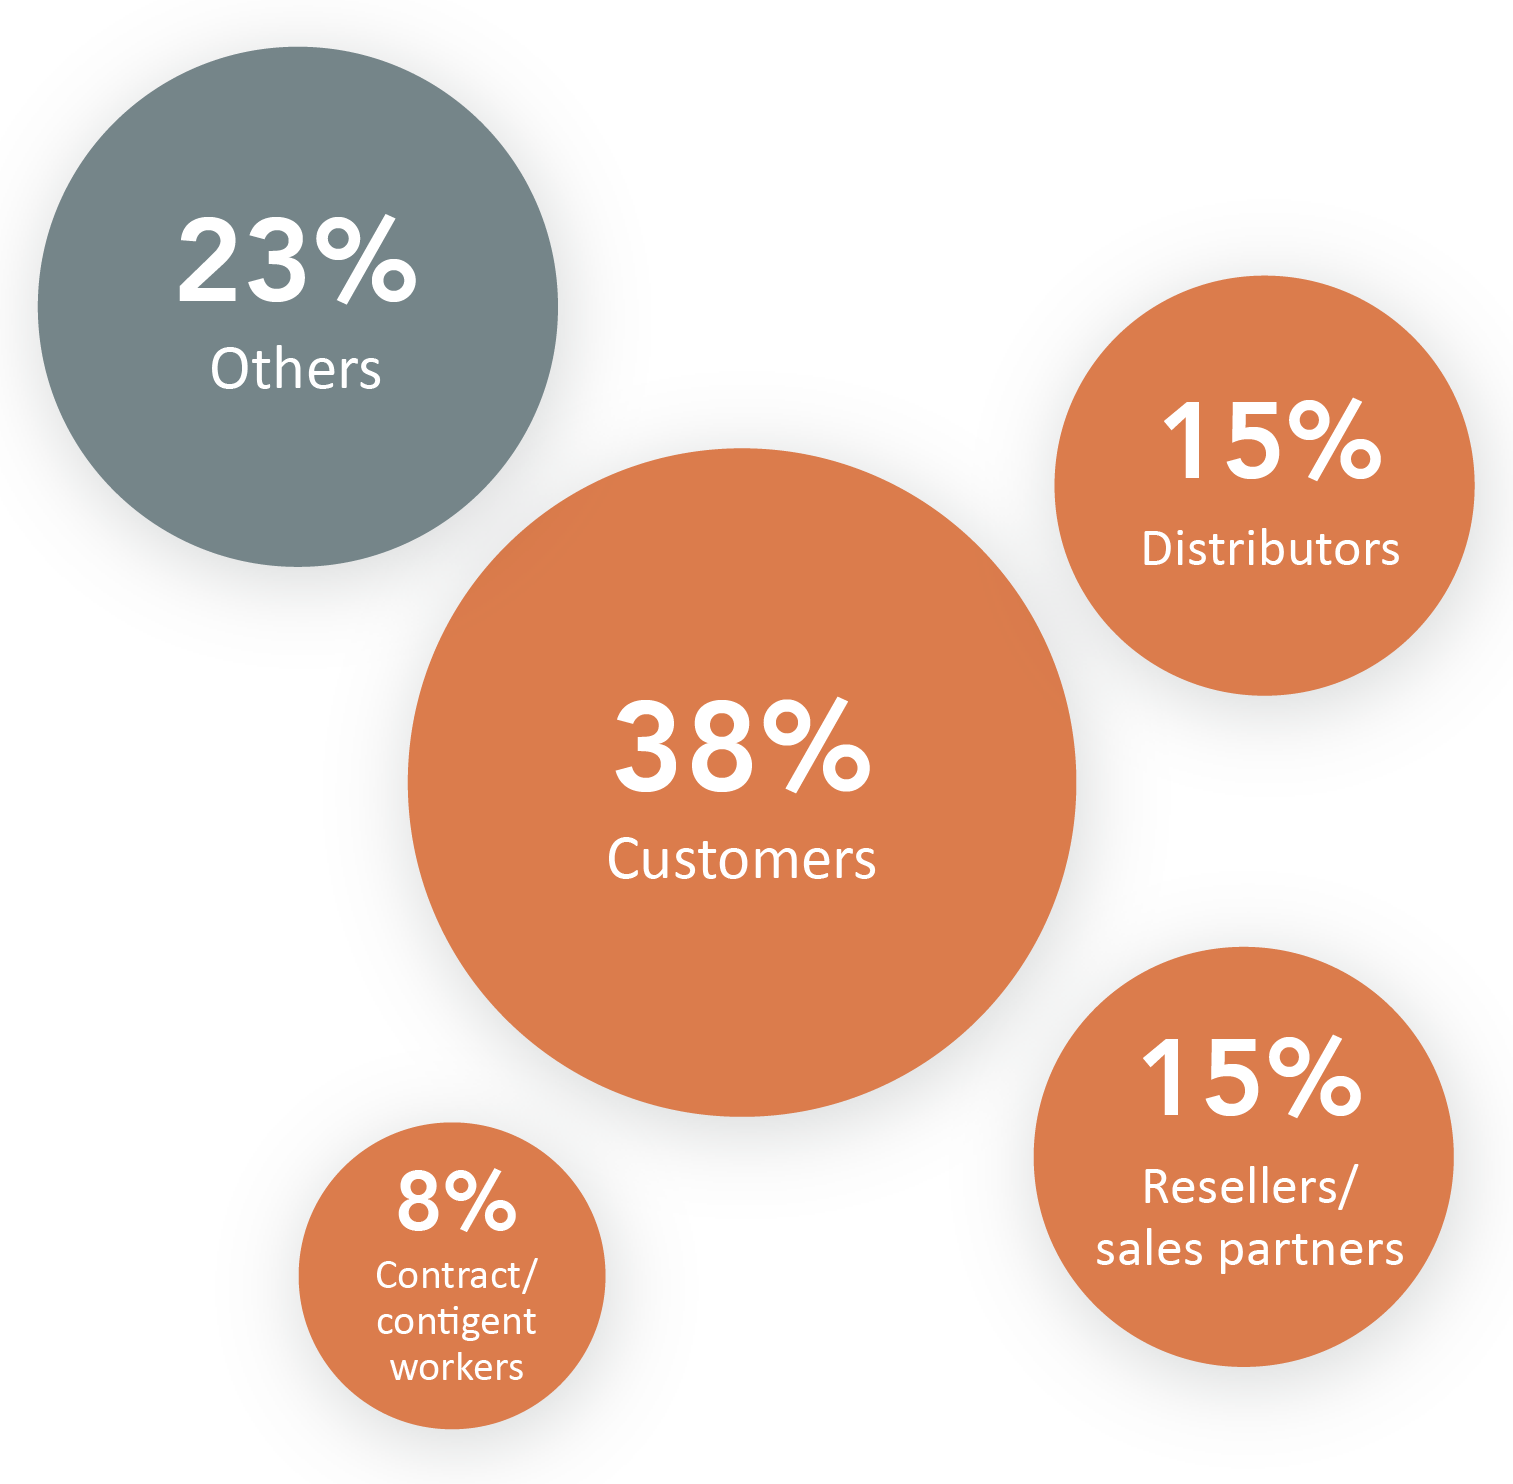 23%
Others
15%
Distributors
38%
Customers
15%
Resellers/
sales partners
8%
Contract/
contigent
workers